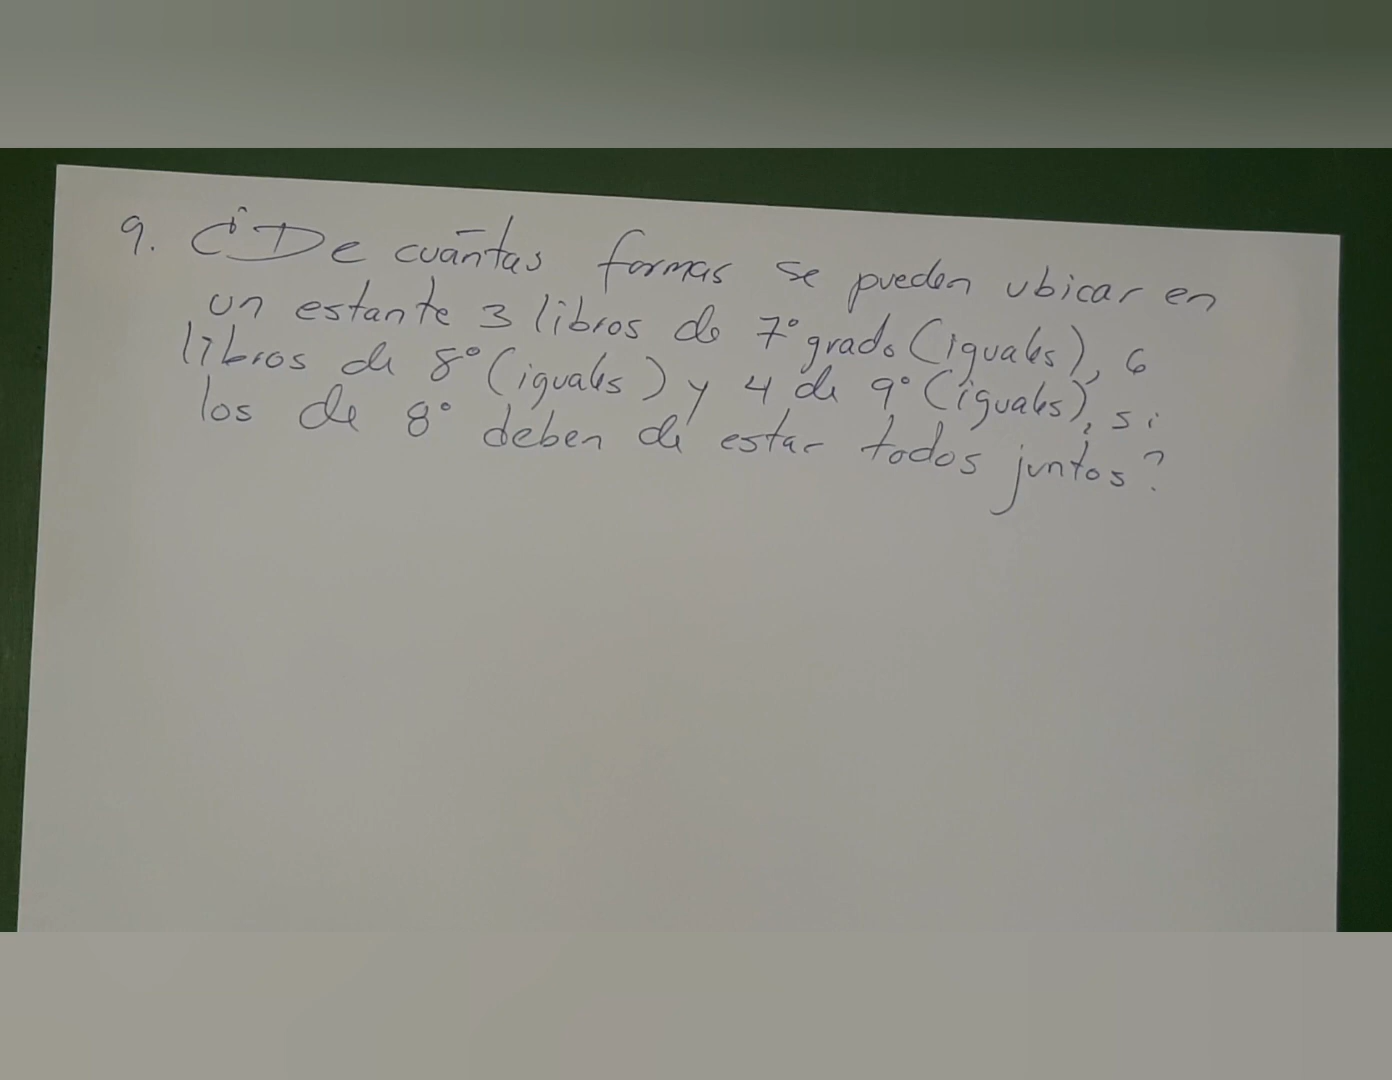 9. ¿De cuántas formas se pueden ubicar en
un estante 3 libros de 7° grado (iguales), 6
libros de 8° (iguales) y 4 de 9° (iguales), si
los de 8° deben de estar todos juntos?